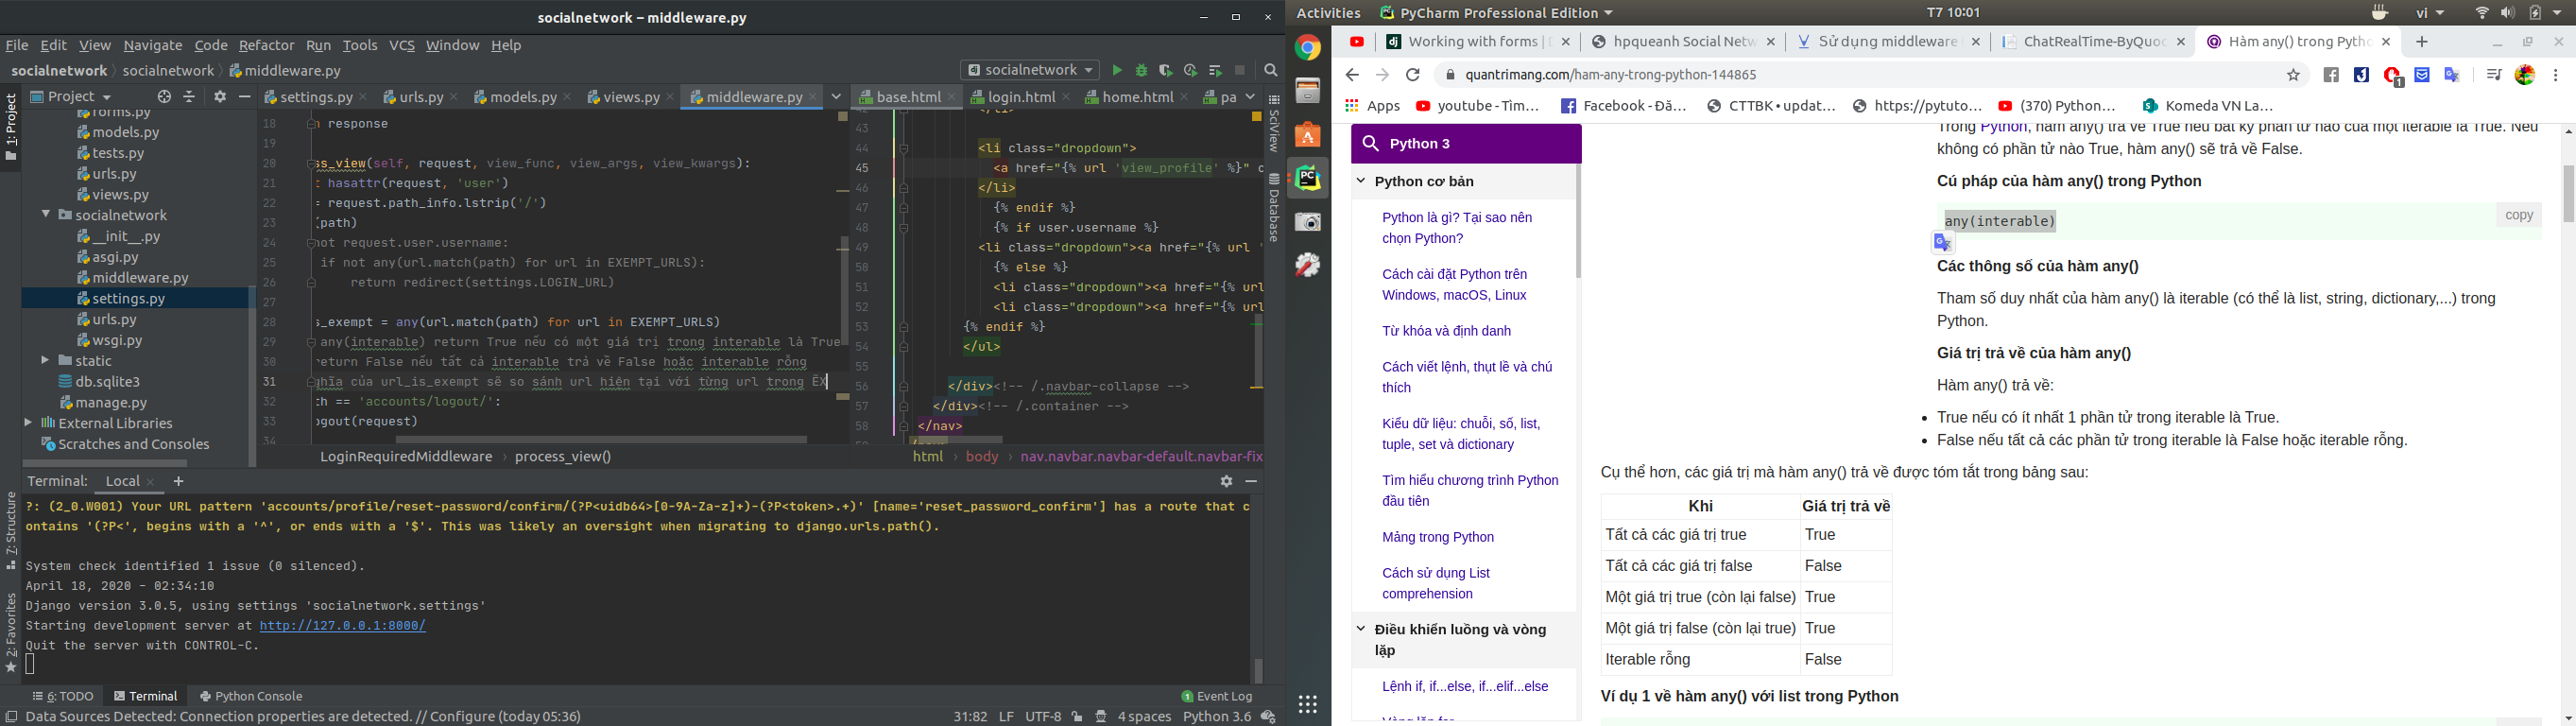 socialnetwork – middleware.py
File Edit View Navigate Code Refactor Run Tools VCS Window Help
socialnetwork socialnetwork middleware.py
socialnetwork
Project
settings.py urls.py models.py views.py middleware.py
base.html login.html home.html pa
1: Project
forms.py
models.py
tests.py
urls.py
views.py
socialnetwork
__init__.py
asgi.py
middleware.py
settings.py
urls.py
wsgi.py
static
db.sqlite3
manage.py
External Libraries
Scratches and Consoles
18 n response
19
20 ss_view(self, request, view_func, view_args, view_kwargs):
21 t hasattr(request, 'user')
22 = request.path_info.lstrip('/')
23 (path)
24 not request.user.username:
25 if not any(url.match(path) for url in EXEMPT_URLS):
26 return redirect(settings.LOGIN_URL)
27
28 s_exempt = any(url.match(path) for url in EXEMPT_URLS)
29 any(interable) return True nếu có một giá trị trong interable là True
30 return False nếu tất cả interable trả về False hoặc interable rỗng
31 ghĩa của url_is_exempt sẽ so sánh url hiện tại với từng url trong ẼX
32 th == 'accounts/logout/':
33 ogout(request)
34
LoginRequiredMiddleware process_view()
42 </li>
43
44 <li class="dropdown">
45 <a href="{% url 'view_profile' %}" c
46 </li>
47 {% endif %}
48 {% if user.username %}
49 <li class="dropdown"><a href="{% url '
50 {% else %}
51 <li class="dropdown"><a href="{% url
52 <li class="dropdown"><a href="{% url
53 {% endif %}
54 </ul>
55
56 </div><!-- /.navbar-collapse -->
57 </div><!-- /.container -->
58 </nav>
html body nav.navbar.navbar-default.navbar-fix
SciView
Database
Terminal: Local +
?: (2_0.W001) Your URL pattern 'accounts/profile/reset-password/confirm/(?P<uidb64>[0-9A-Za-z]+)-(?P<token>.+)' [name='reset_password_confirm'] has a route that c
ontains '(?P<', begins with a '^', or ends with a '$'. This was likely an oversight when migrating to django.urls.path().
System check identified 1 issue (0 silenced).
April 18, 2020 - 02:34:10
Django version 3.0.5, using settings 'socialnetwork.settings'
Starting development server at http://127.0.0.1:8000/
Quit the server with CONTROL-C.
7: Structure
2: Favorites
6: TODO Terminal Python Console
1 Event Log
Data Sources Detected: Connection properties are detected. // Configure (today 05:36)
31:82 LF UTF-8 4 spaces Python 3.6
Activities PyCharm Professional Edition
T7 10:01
vi
Working with forms | hpqueanh Social Netw Sử dụng middleware ChatRealTime-ByQuoc Hàm any() trong Pytho
quantrimang.com/ham-any-trong-python-144865
Apps youtube - Tìm… Facebook - Đă… CTTBK • updat… https://pytuto… (370) Python… Komeda VN La…
Python 3
Python cơ bản
Python là gì? Tại sao nên
chọn Python?
Cách cài đặt Python trên
Windows, macOS, Linux
Từ khóa và định danh
Cách viết lệnh, thụt lề và chú
thích
Kiểu dữ liệu: chuỗi, số, list,
tuple, set và dictionary
Tìm hiểu chương trình Python
đầu tiên
Mảng trong Python
Cách sử dụng List
comprehension
Điều khiển luồng và vòng
lặp
Lệnh if, if...else, if...elif...else
Vòng lặp for
Trong Python, hàm any() trả về True nếu bất kỳ phần tử nào của một iterable là True. Nếu
không có phần tử nào True, hàm any() sẽ trả về False.
Cú pháp của hàm any() trong Python
any(interable)
copy
Các thông số của hàm any()
Tham số duy nhất của hàm any() là iterable (có thể là list, string, dictionary,...) trong
Python.
Giá trị trả về của hàm any()
Hàm any() trả về:
• True nếu có ít nhất 1 phần tử trong iterable là True.
• False nếu tất cả các phần tử trong iterable là False hoặc iterable rỗng.
Cụ thể hơn, các giá trị mà hàm any() trả về được tóm tắt trong bảng sau:
Khi Giá trị trả về
Tất cả các giá trị true True
Tất cả các giá trị false False
Một giá trị true (còn lại false) True
Một giá trị false (còn lại true) True
Iterable rỗng False
Ví dụ 1 về hàm any() với list trong Python